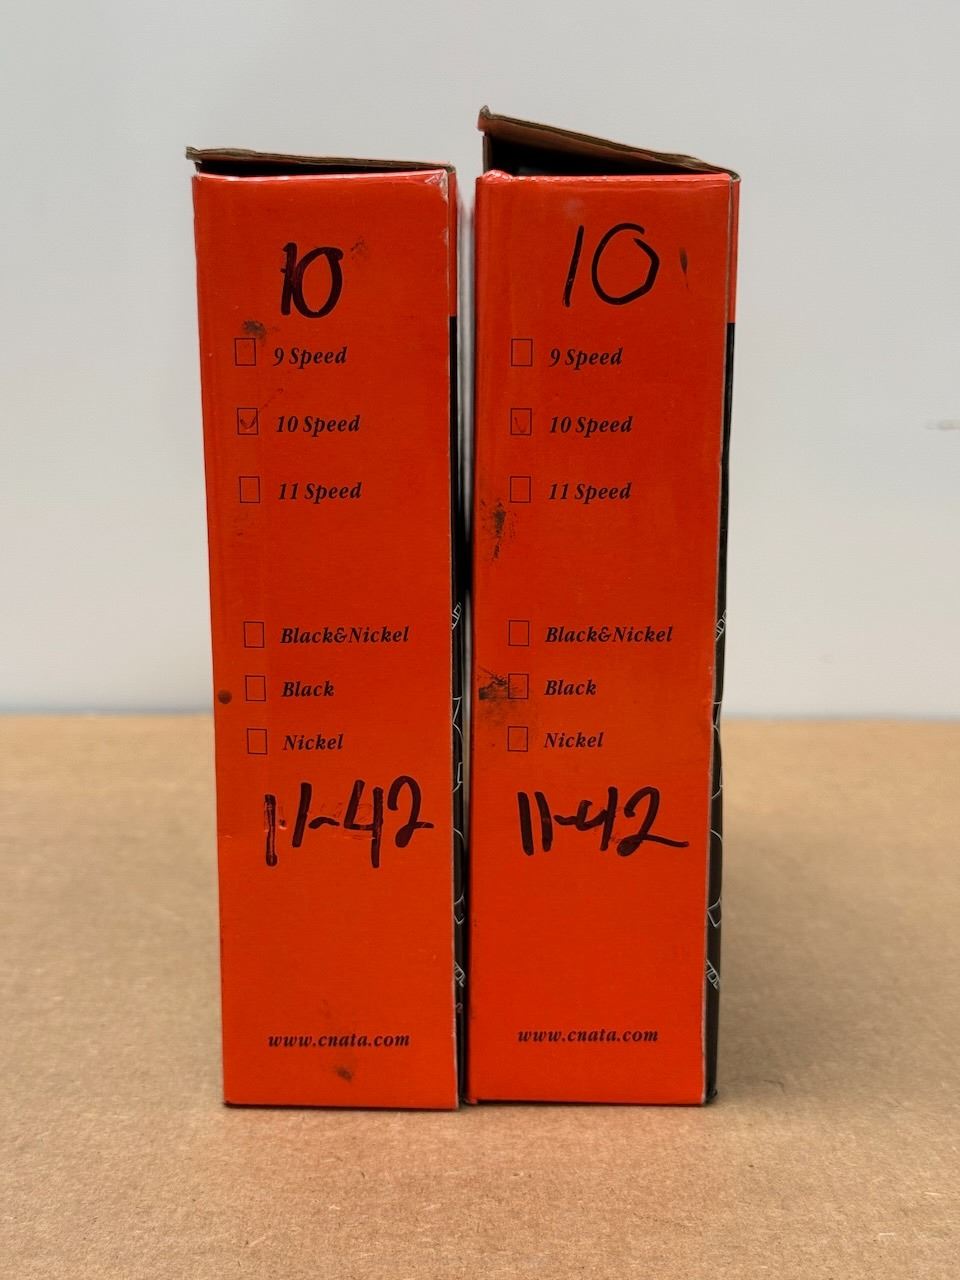 10
9 Speed
10 Speed
11 Speed
Black&Nickel
Black
Nickel
11-42
www.cnata.com
10
9 Speed
10 Speed
11 Speed
Black&Nickel
Black
Nickel
11-42
www.cnata.com